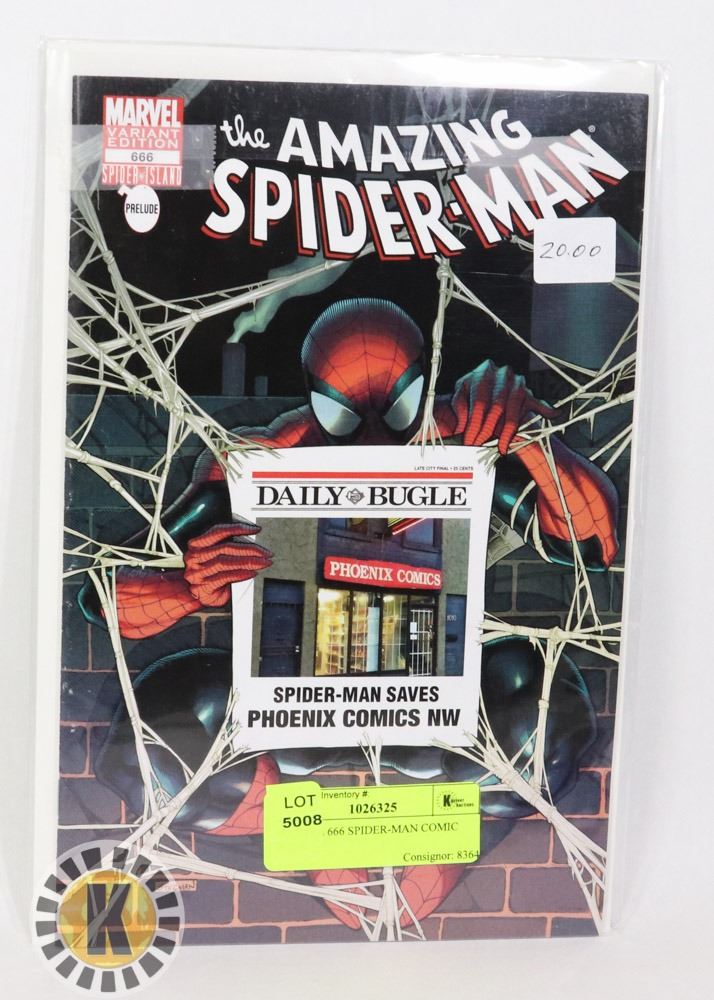 MARVEL
VARIANT
EDITION
666
SPIDER ISLAND
PRELUDE
the AMAZING
SPIDER-MAN
20.00
LATE CITY FINAL • 25 CENTS
DAILY BUGLE
PHOENIX COMICS
SPIDER-MAN SAVES
PHOENIX COMICS NW
LOT
5008
Inventory #
1026325
666 SPIDER-MAN COMIC
Consignor: 8364
K